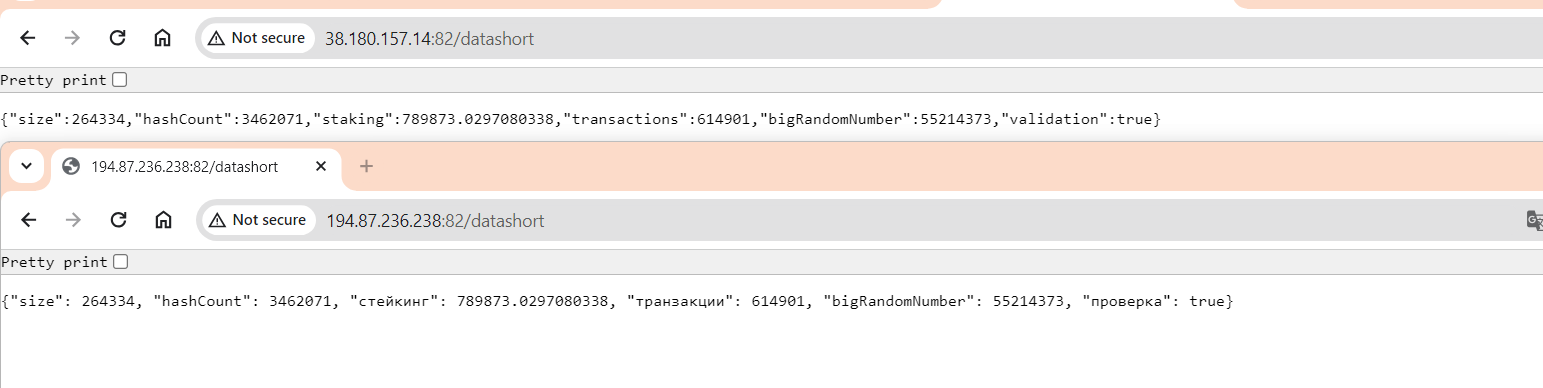 Not secure 38.180.157.14:82/datashort
Pretty print
{"size":264334,"hashCount":3462071,"staking":789873.0297080338,"transactions":614901,"bigRandomNumber":55214373,"validation":true}
194.87.236.238:82/datashort
Not secure 194.87.236.238:82/datashort
Pretty print
{"size": 264334, "hashCount": 3462071, "стейкинг": 789873.0297080338, "транзакции": 614901, "bigRandomNumber": 55214373, "проверка": true}